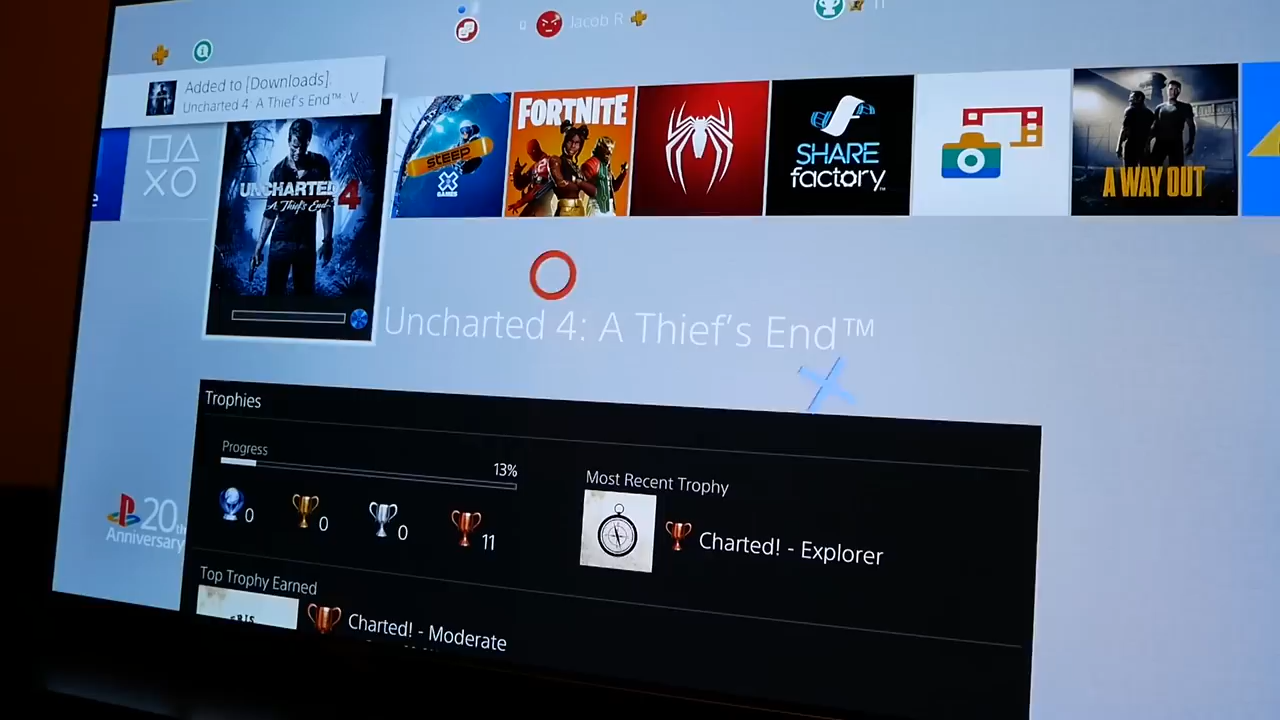 Jacob R
Added to [Downloads].
Uncharted 4 A Thief's End™ V
UNCHARTED 4
A Thief's End
STEEP
X
GAMES
FORTNITE
SHARE
factory™
A WAY OUT
e
Uncharted 4: A Thief's End™
Trophies
Progress
13%
0
0
0
11
Most Recent Trophy
Charted! - Explorer
20th
Anniversary
Top Trophy Earned
Charted! - Moderate